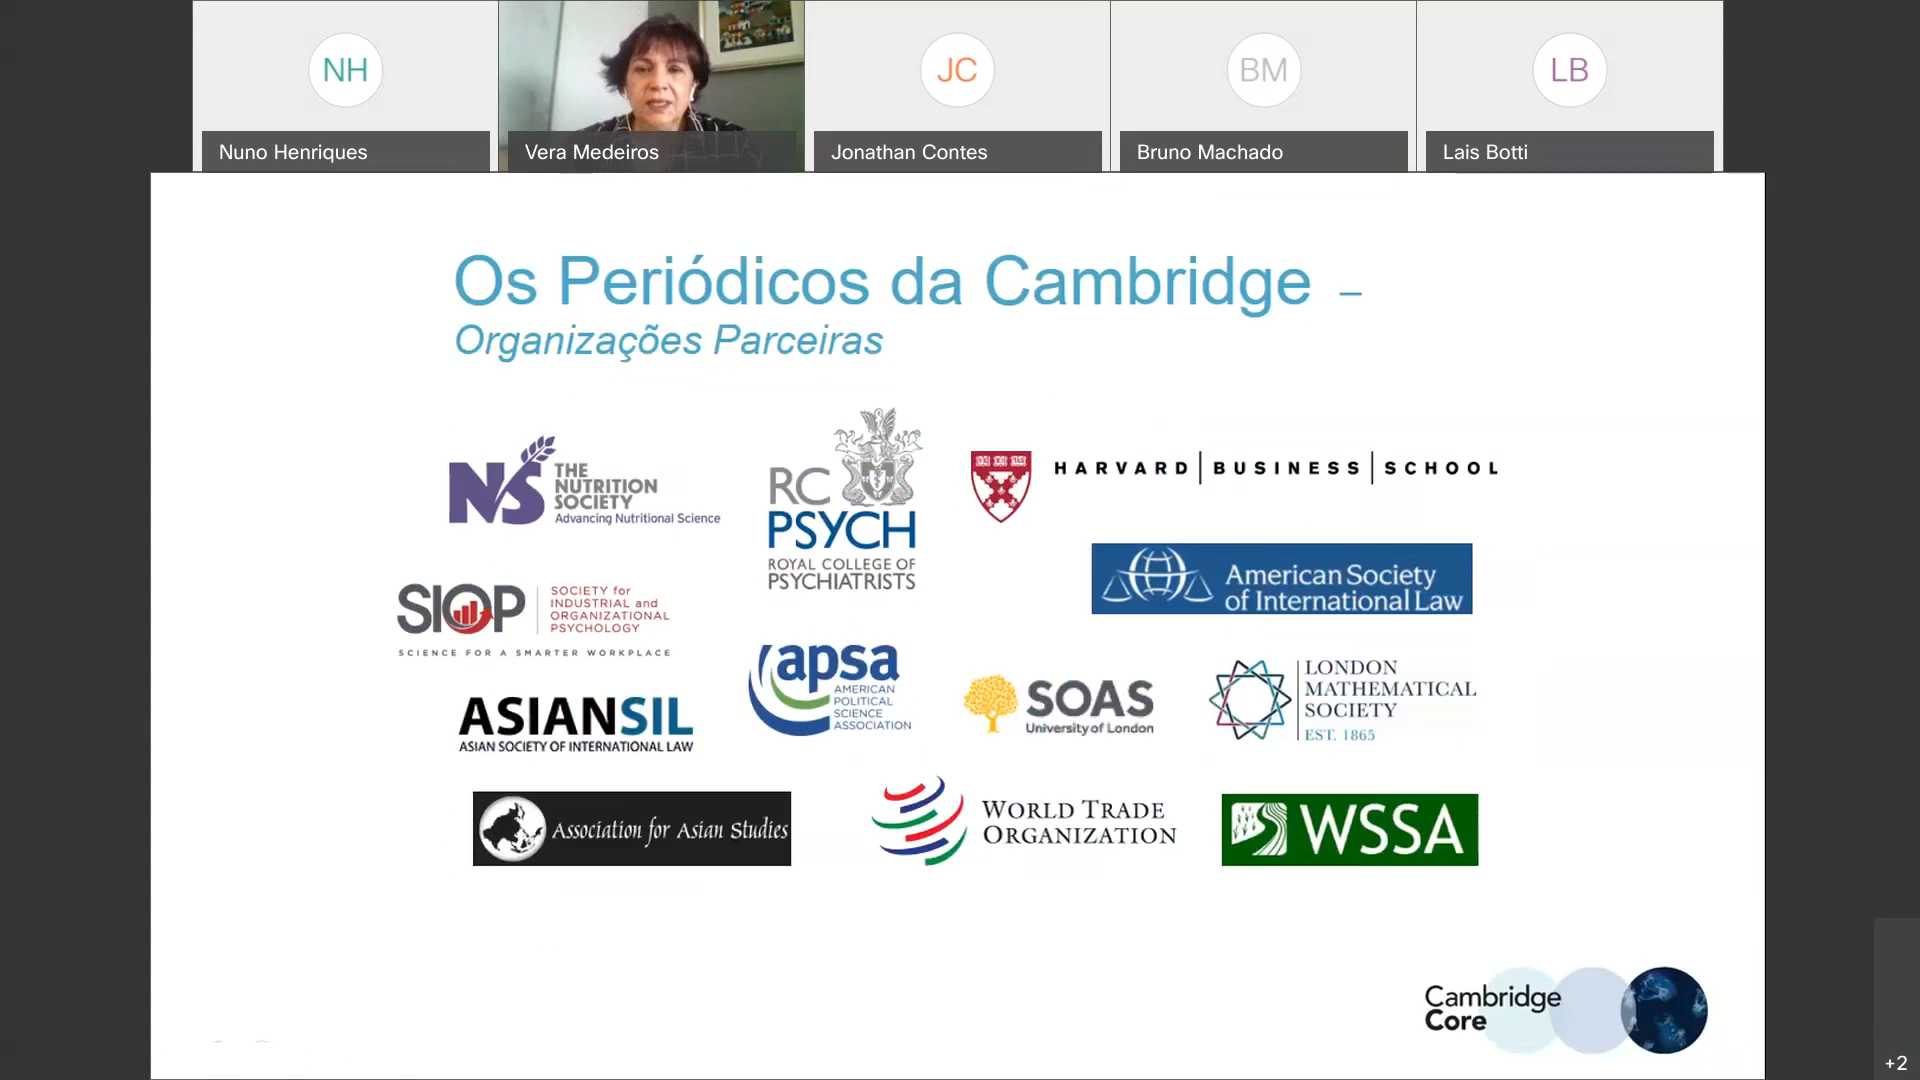 NH
JC
BM
LB
Nuno Henriques
Vera Medeiros
Jonathan Contes
Bruno Machado
Lais Botti
Os Periódicos da Cambridge –
Organizações Parceiras
NS
THE
NUTRITION
SOCIETY
Advancing Nutritional Science
RC
PSYCH
ROYAL COLLEGE OF
PSYCHIATRISTS
HARVARD | BUSINESS | SCHOOL
American Society
of International Law
SIOP
SOCIETY for
INDUSTRIAL and
ORGANIZATIONAL
PSYCHOLOGY
SCIENCE FOR A SMARTER WORKPLACE
apsa
AMERICAN
POLITICAL
SCIENCE
ASSOCIATION
SOAS
University of London
LONDON
MATHEMATICAL
SOCIETY
EST. 1865
ASIANSIL
ASIAN SOCIETY OF INTERNATIONAL LAW
Association for Asian Studies
WORLD TRADE
ORGANIZATION
WSSA
Cambridge
Core
+2